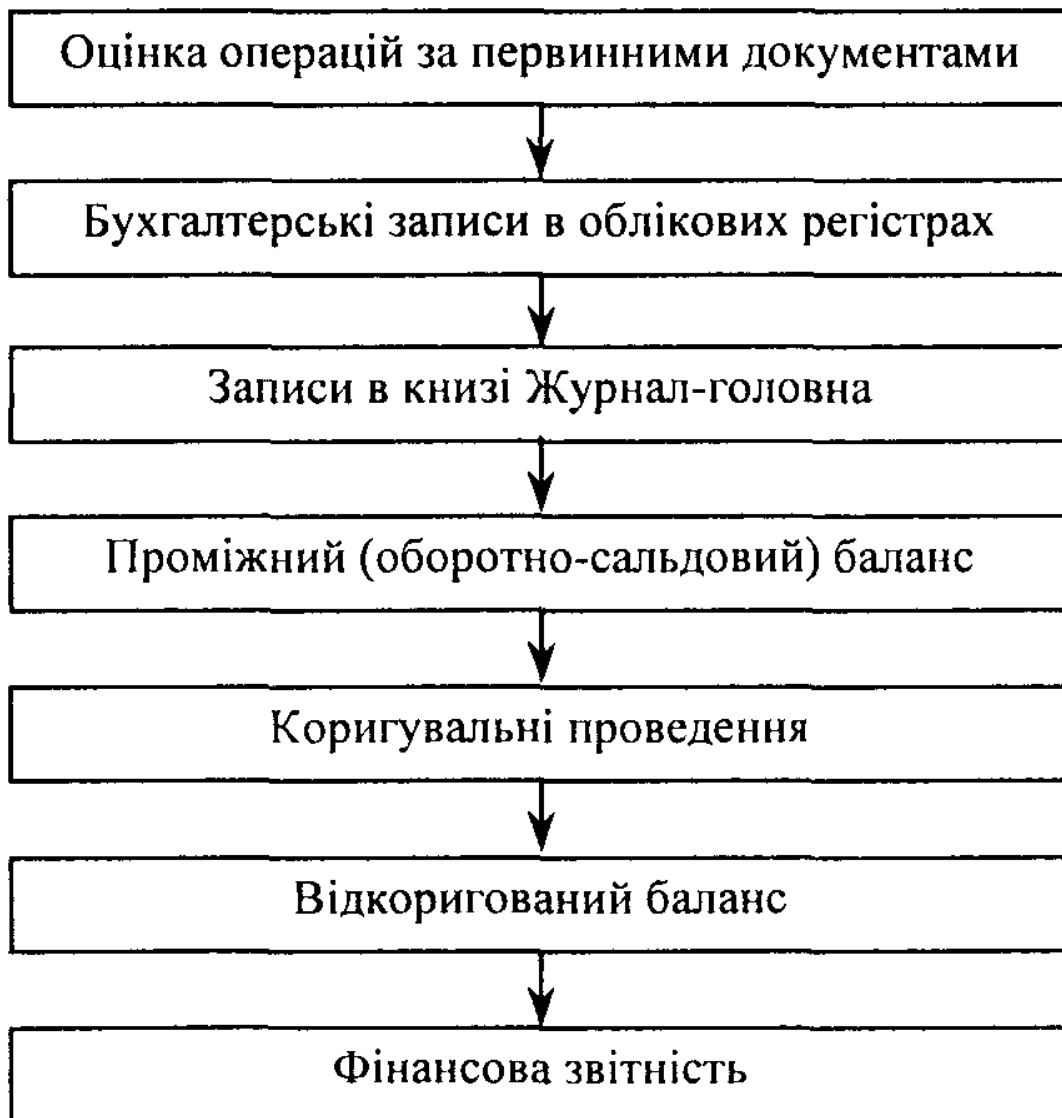 Оцінка операцій за первинними документами
Бухгалтерські записи в облікових регістрах
Записи в книзі Журнал-головна
Проміжний (оборотно-сальдовий) баланс
Коригувальні проведення
Відкоригований баланс
Фінансова звітність